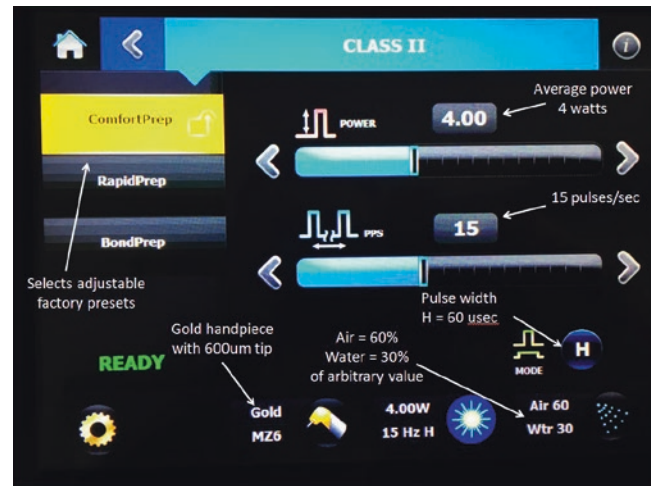 CLASS II
i
Average power
4 watts
ComfortPrep
POWER
4.00
RapidPrep
15 pulses/sec
PPS
15
BondPrep
Selects adjustable
factory presets
Pulse width
H = 60 usec
Gold handpiece
with 600um tip
Air = 60%
Water = 30%
of arbitrary value
H
MODE
READY
Gold
MZ6
4.00W
15 Hz H
Air 60
Wtr 30